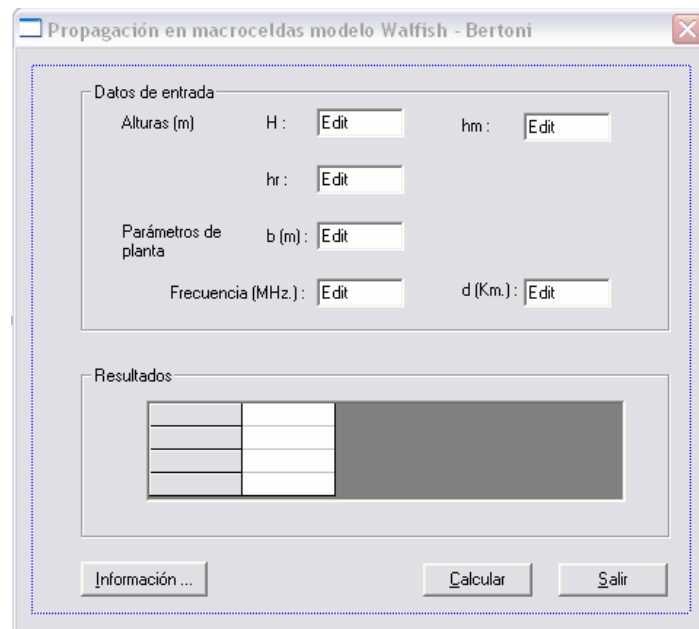 Propagación en macroceldas modelo Walfish - Bertoni
Datos de entrada
Alturas (m) H : Edit hm : Edit
hr : Edit
Parámetros de planta b (m) : Edit
Frecuencia (MHz.) : Edit d (Km.) : Edit
Resultados
Información ... Calcular Salir